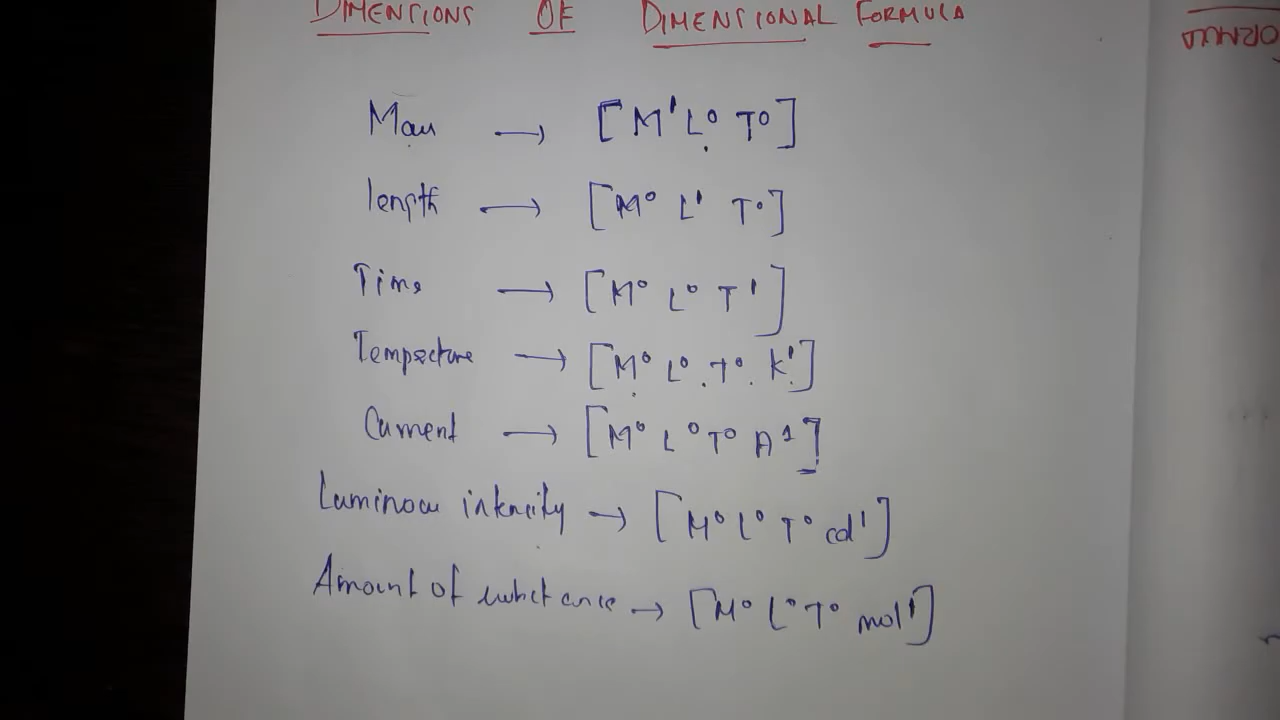 DIMENSIONS OF DIMENSIONAL FORMULA
Mass → [M¹ L⁰ T⁰]
length → [M⁰ L¹ T⁰]
Time → [M⁰ L⁰ T¹]
Temperature → [M⁰ L⁰ T⁰ K¹]
Current → [M⁰ L⁰ T⁰ A¹]
Luminous intensity → [M⁰ L⁰ T⁰ cd¹]
Amount of substance → [M⁰ L⁰ T⁰ mol¹]
FORMULA